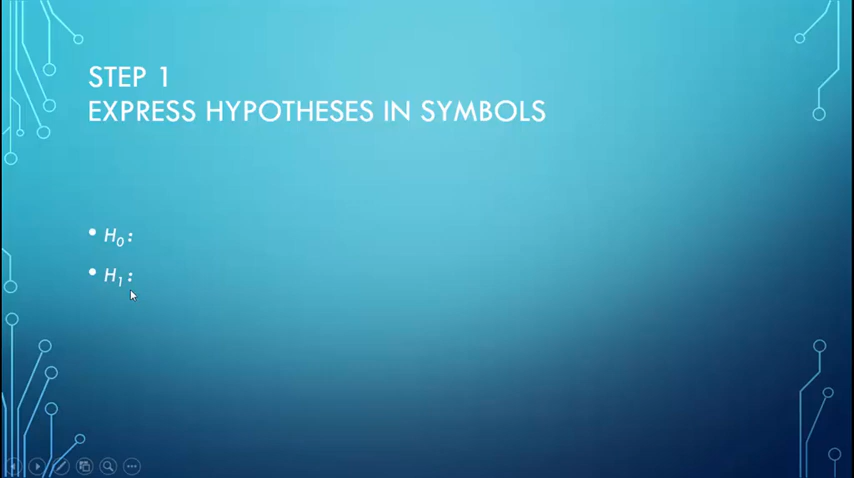 STEP 1
EXPRESS HYPOTHESES IN SYMBOLS
• H₀:
• H₁: